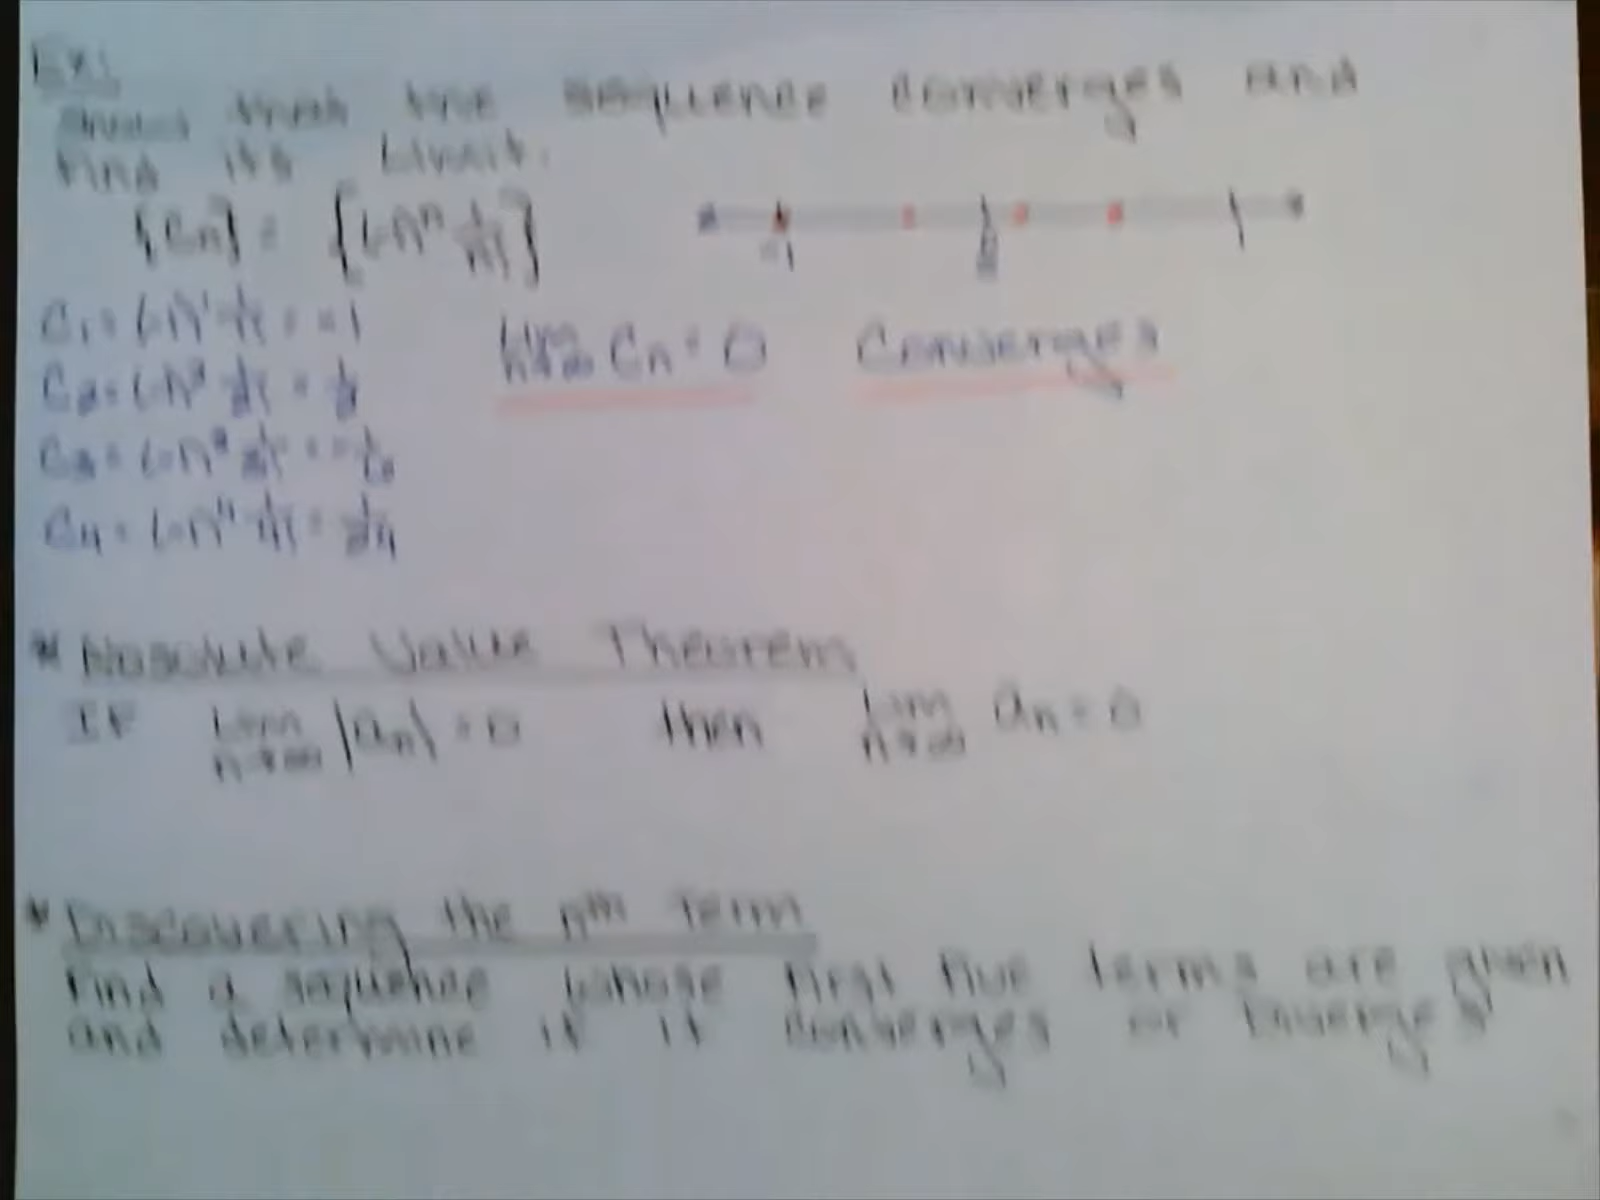 Ex:
Show that the sequence converges and
find its limit.
{Cn} = {(-1)^n 1/n!}
-1 0
C1 = (-1)^1 1/1! = -1
lim n→∞ Cn = 0 Converges
C2 = (-1)^2 1/2! = 1/2
C3 = (-1)^3 1/3! = -1/6
C4 = (-1)^4 1/4! = 1/24
* Absolute Value Theorem
If lim n→∞ |an| = 0 then lim n→∞ an = 0
* Discovering the nth Term
Find a sequence whose first five terms are given
and determine if it converges or diverges